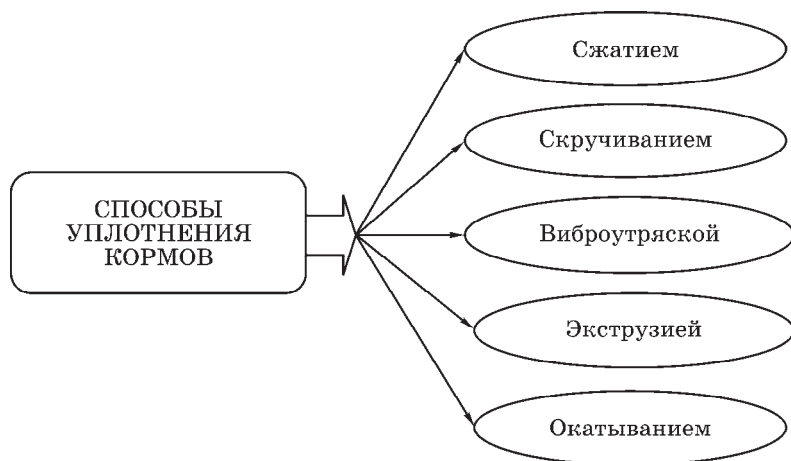 СПОСОБЫ
УПЛОТНЕНИЯ
КОРМОВ
Сжатием
Скручиванием
Виброутряской
Экструзией
Окатыванием